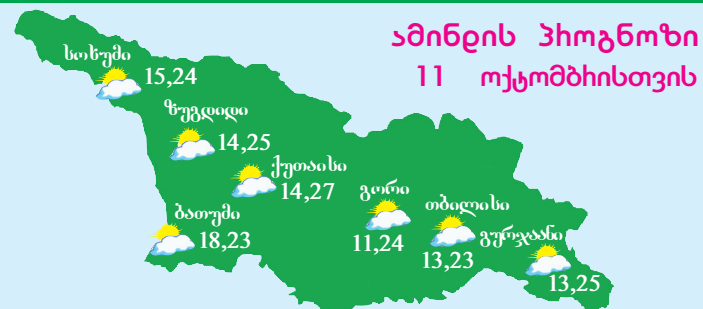 ამინდის პროგნოზი
11 ოქტომბრისთვის
სოხუმი
15,24
ზუგდიდი
14,25
ქუთაისი
14,27
გორი
11,24
თბილისი
13,23
ბათუმი
18,23
გურჯაანი
13,25